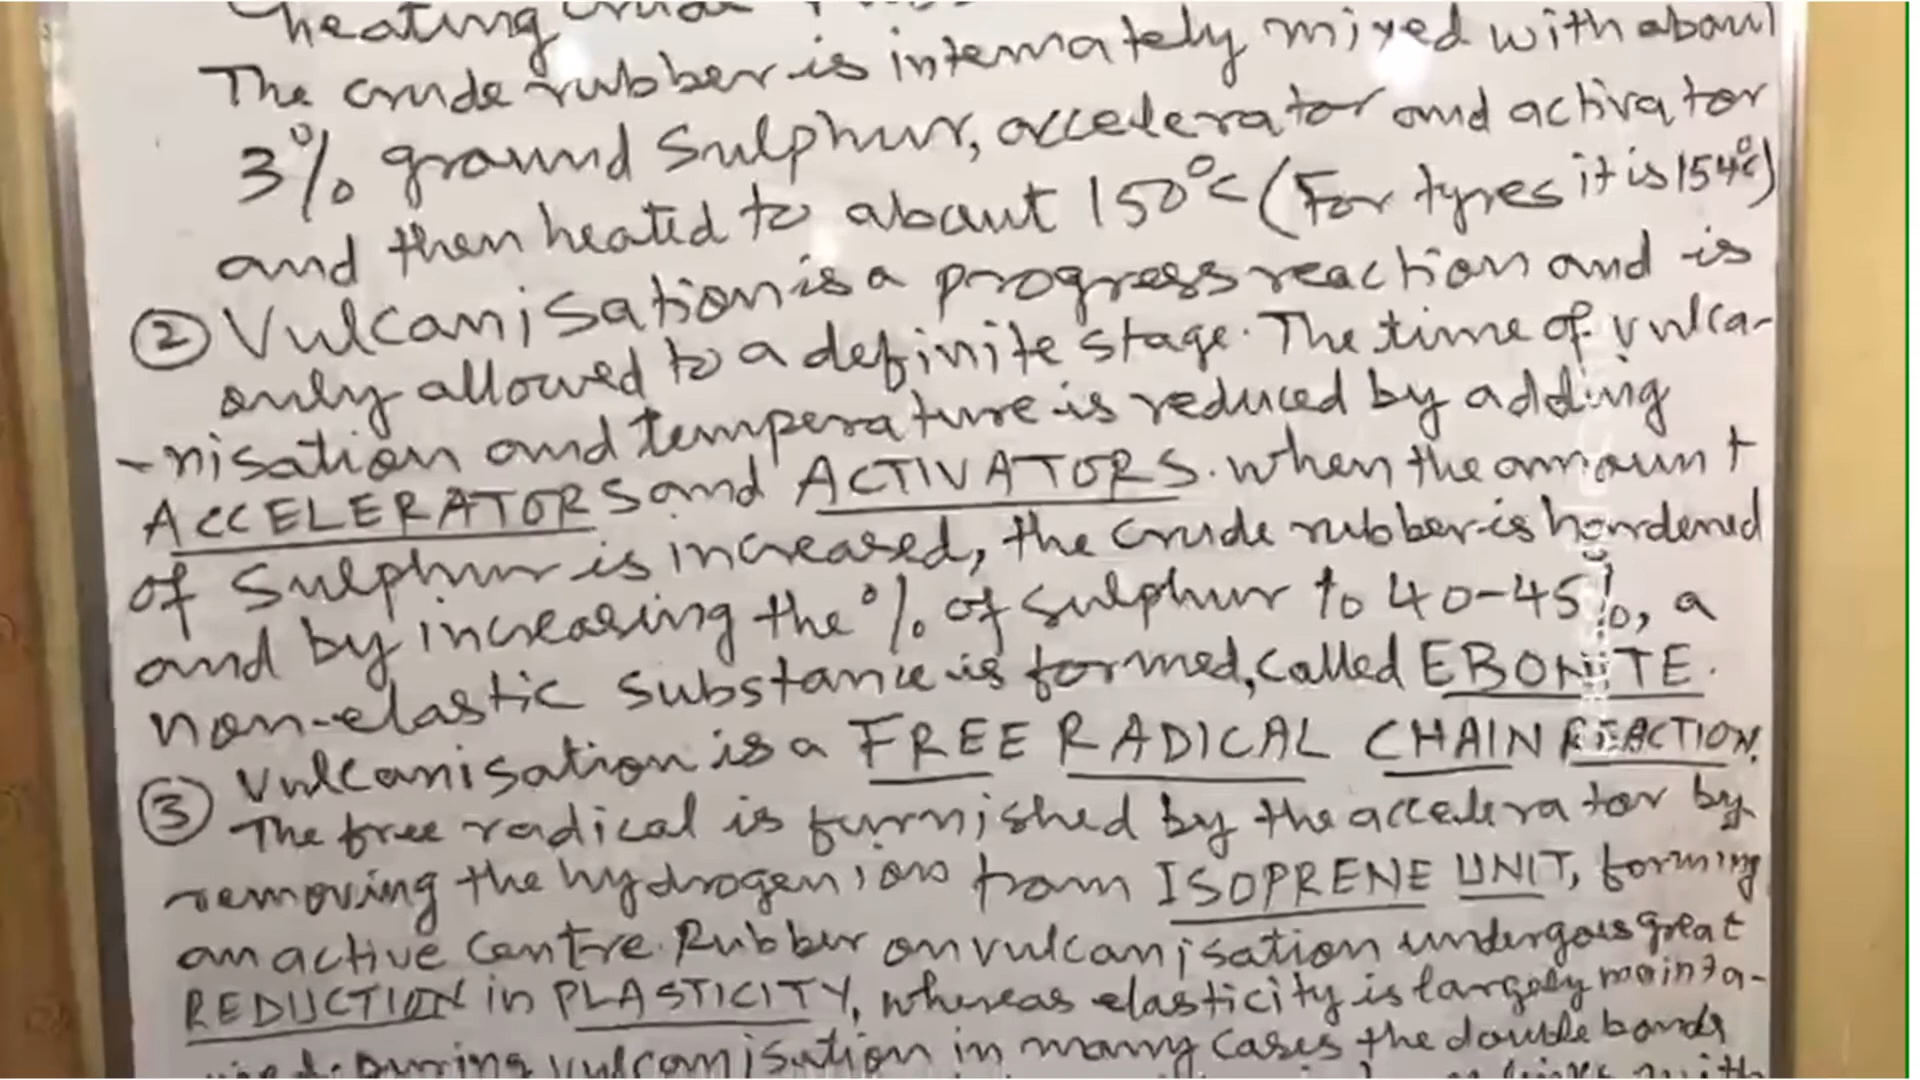 heating crude
The crude rubber is internately mixed with about
3% ground Sulphur, accelerator and activator
and then heated to about 150°C (For tyres it is 154°C)
② Vulcanisation is a progress reaction and is
only allowed to a definite stage. The time of vulca-
-nisation and temperature is reduced by adding
ACCELERATORS and ACTIVATORS. When the amount
of Sulphur is increased, the crude rubber is hardened
and by increasing the % of Sulphur to 40-45%, a
non-elastic substance is formed, called EBONITE.
③ Vulcanisation is a FREE RADICAL CHAIN REACTION.
The free radical is furnished by the accelerator by
removing the hydrogen ions from ISOPRENE UNIT, forming
an active centre. Rubber on vulcanisation undergoes great
REDUCTION in PLASTICITY, whereas elasticity is largely mainta-
ined. During vulcanisation in many cases the double bonds
with